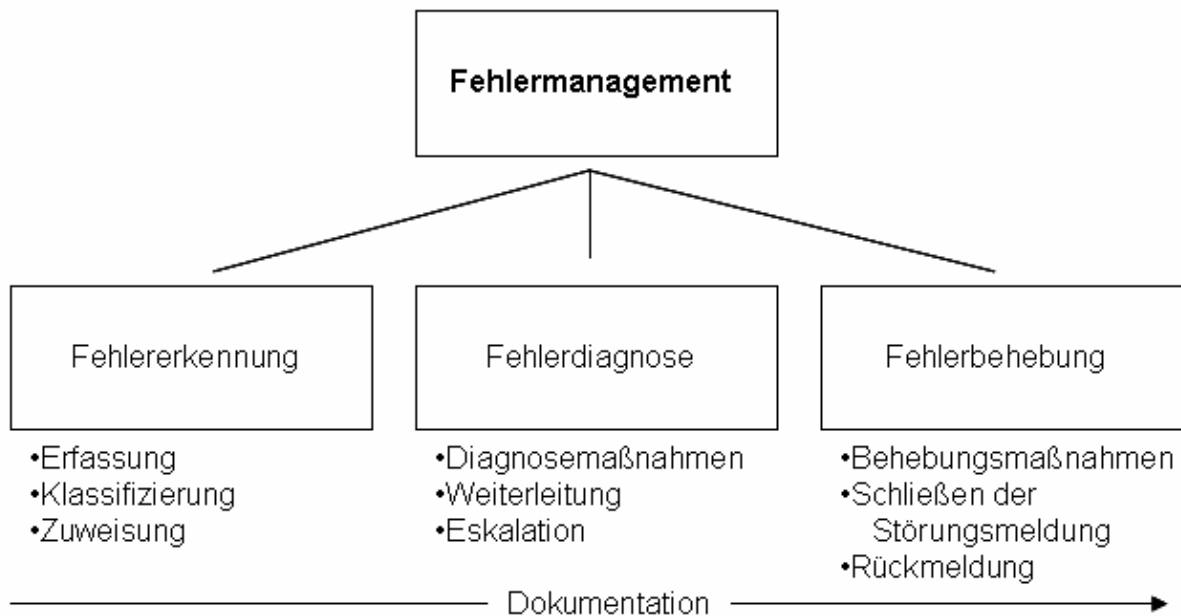 Fehlermanagement
Fehlererkennung
•Erfassung
•Klassifizierung
•Zuweisung
Fehlerdiagnose
•Diagnosemaßnahmen
•Weiterleitung
•Eskalation
Fehlerbehebung
•Behebungsmaßnahmen
•Schließen der
Störungsmeldung
•Rückmeldung
Dokumentation